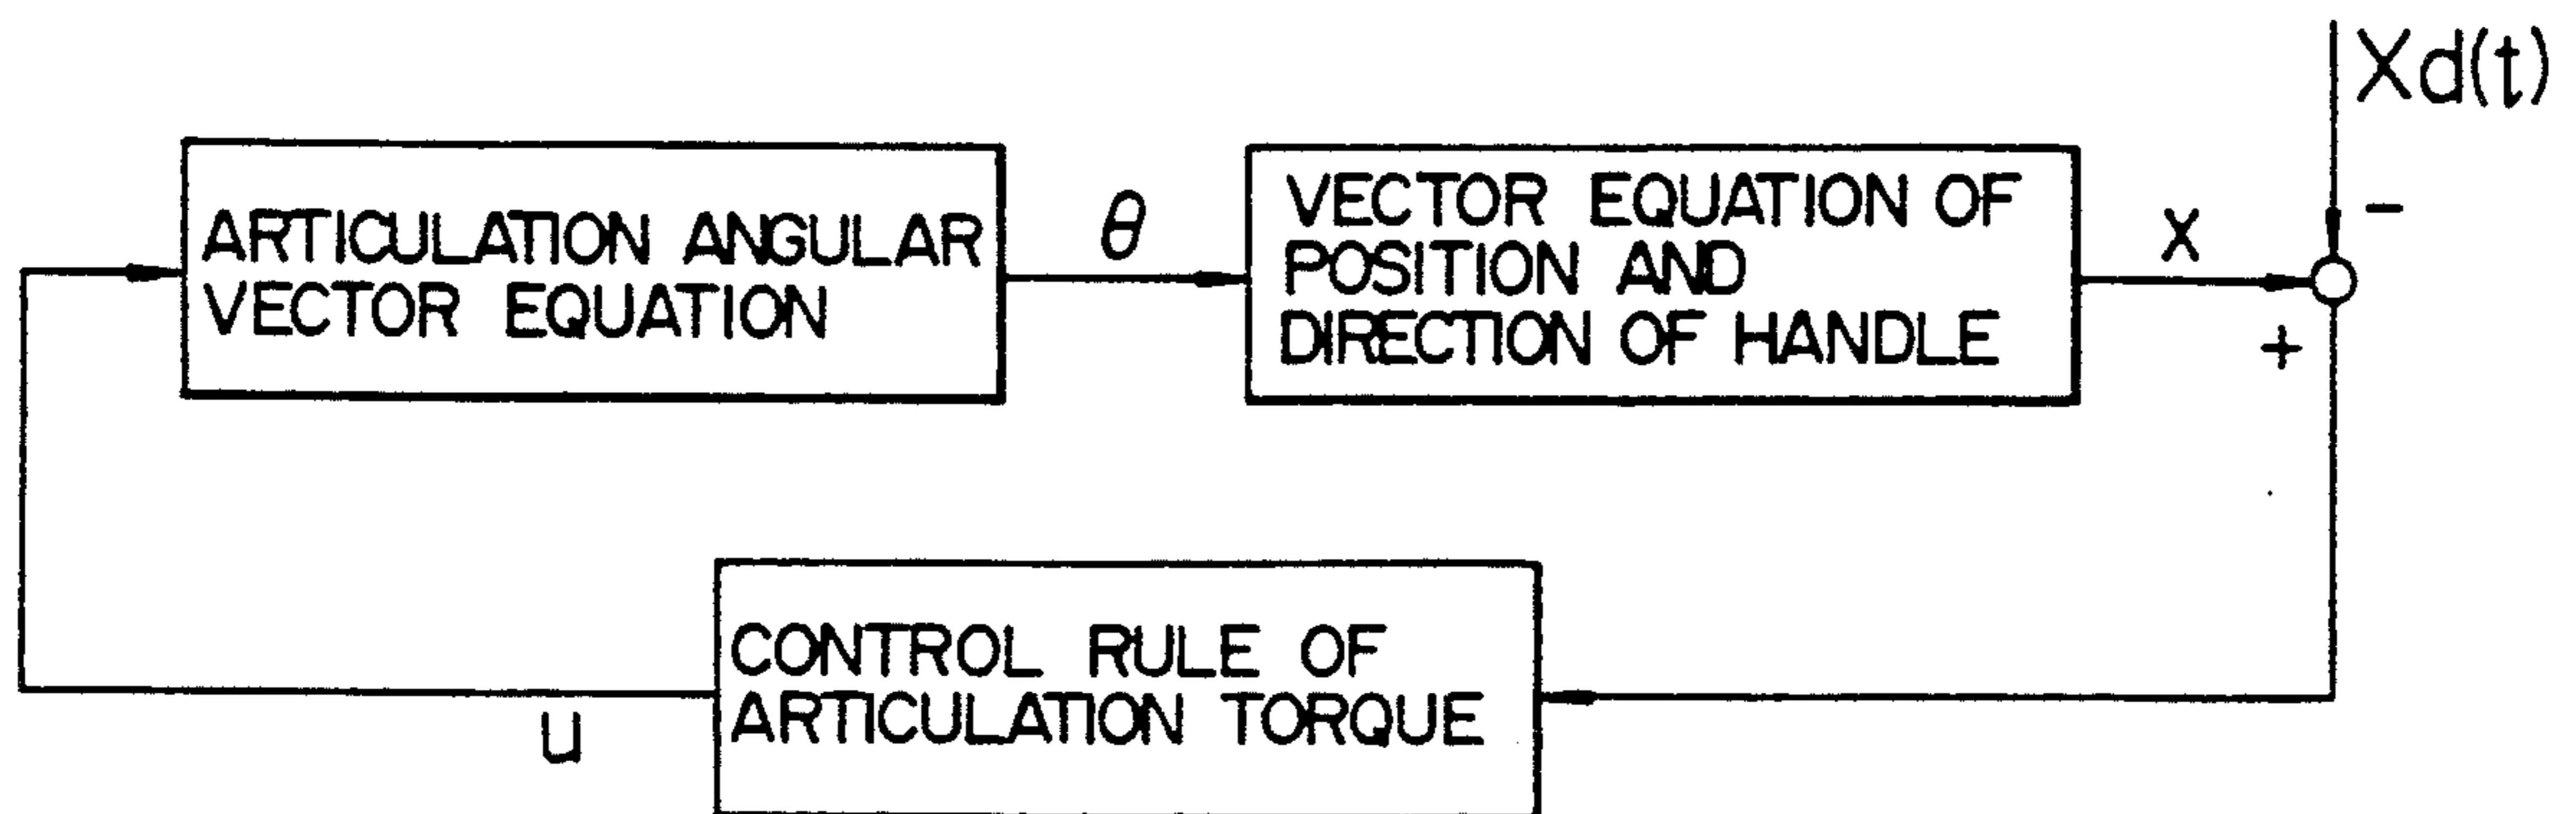 Xd(t)
ARTICULATION ANGULAR
VECTOR EQUATION
θ
VECTOR EQUATION OF
POSITION AND
DIRECTION OF HANDLE
X
-
+
CONTROL RULE OF
ARTICULATION TORQUE
u